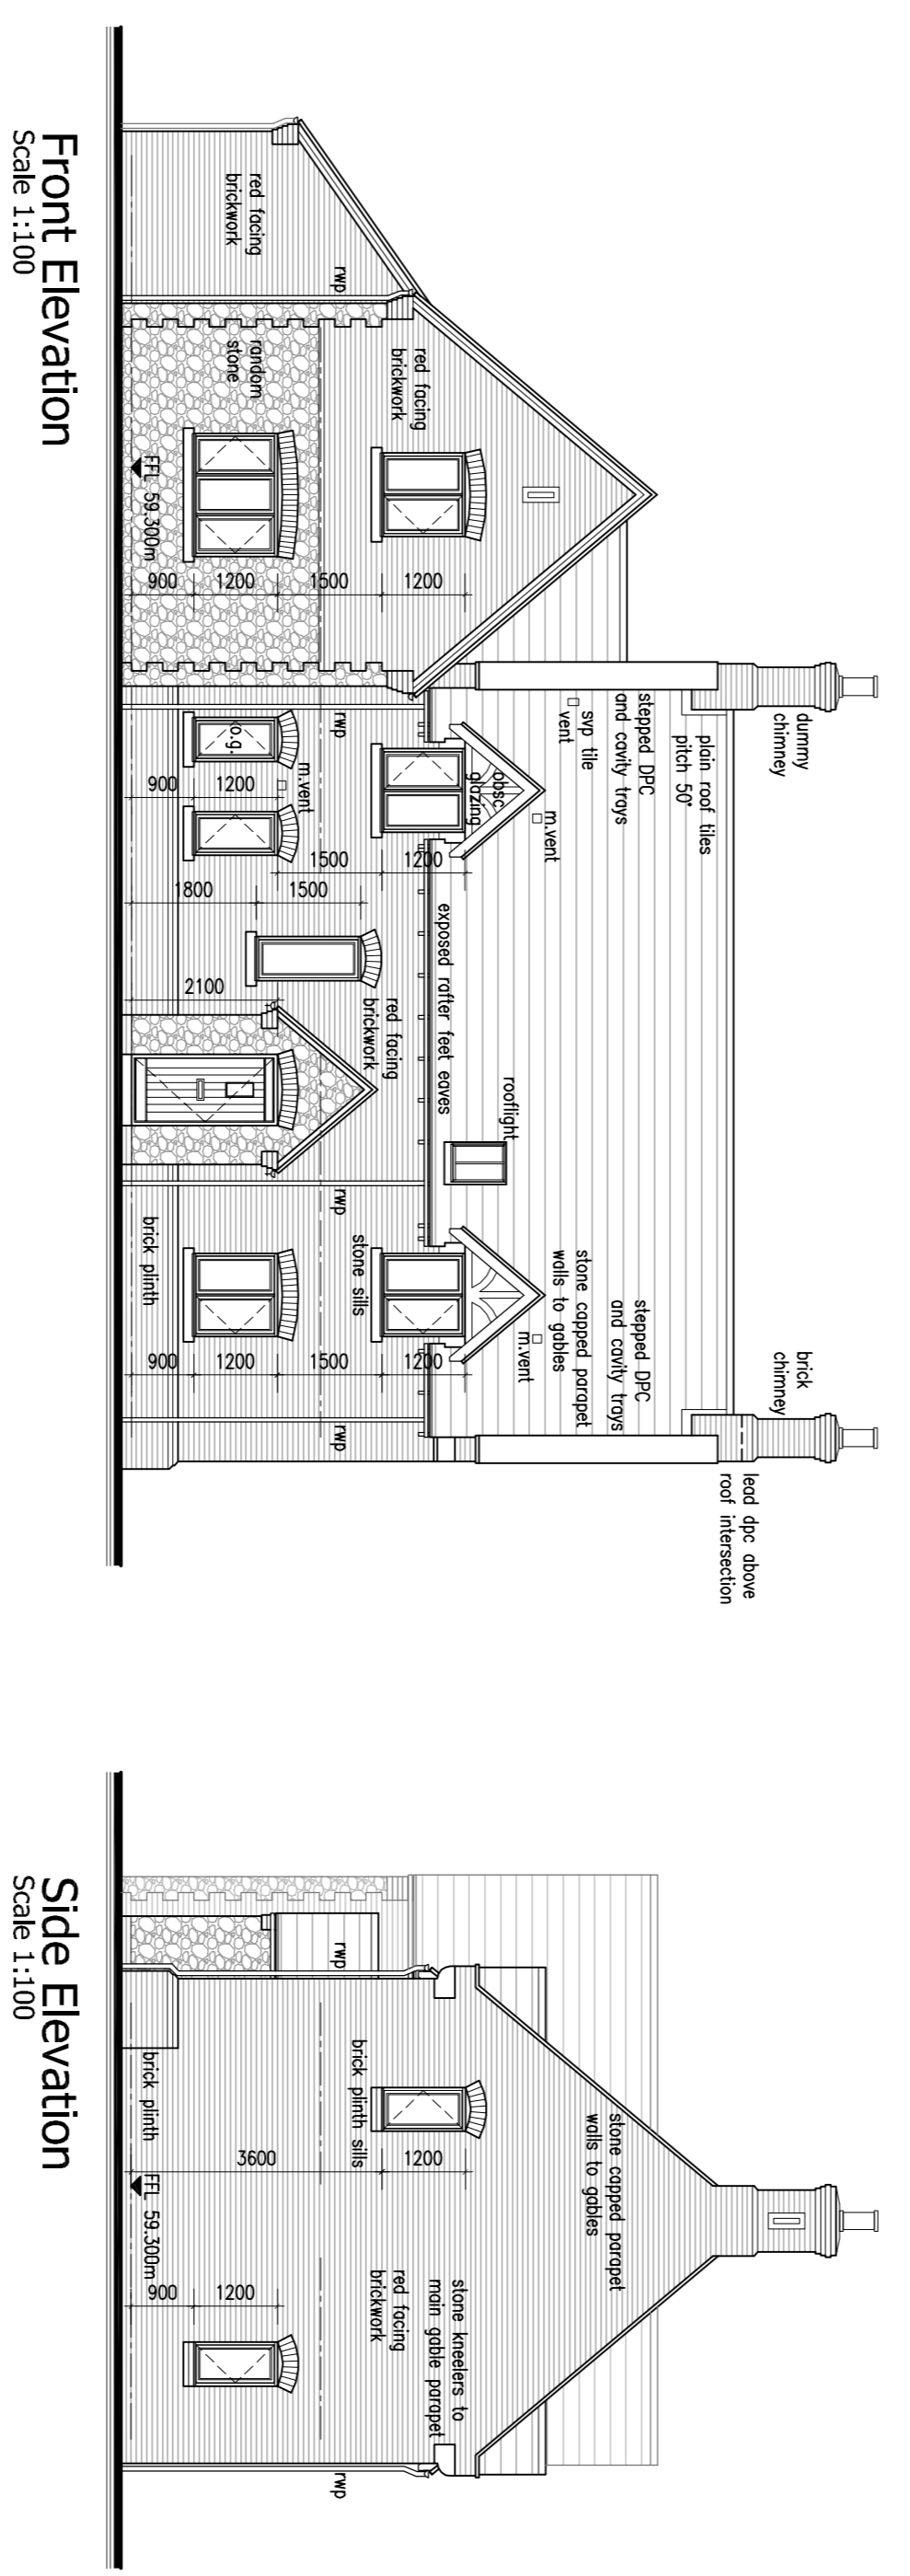 dummy
chimney
brick
chimney
lead dpc above
roof intersection
plain roof tiles
pitch 50°
stepped DPC
and cavity trays
stepped DPC
and cavity trays
svp tile
vent
m.vent
stone capped parapet
walls to gables
m.vent
rooflight
obsc
glazing
exposed rafter feet eaves
red facing
brickwork
red facing
brickwork
stone sills
rwp
rwp
rwp
rwp
m.vent
red facing
brickwork
random
stone
o.g.
FFL 59.300m
brick plinth
900
1200
1500
1200
900
1200
1500
1200
1800
1500
2100
900
1200
1500
1200
Front Elevation
Scale 1:100
stone capped parapet
walls to gables
stone kneelers to
main gable parapet
red facing
brickwork
rwp
brick plinth sills
rwp
brick plinth
FFL 59.300m
3600
1200
900
1200
Side Elevation
Scale 1:100